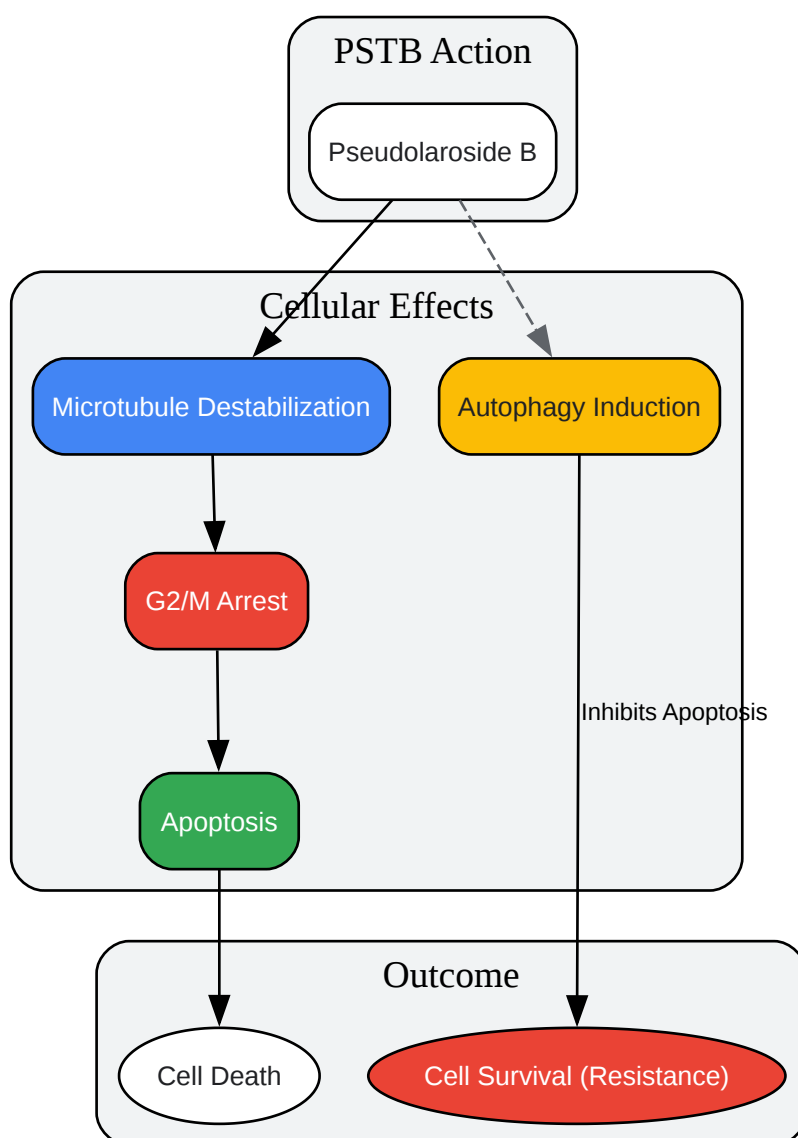 PSTB Action
Pseudolaroside B
Cellular Effects
Microtubule Destabilization
Autophagy Induction
G2/M Arrest
Inhibits Apoptosis
Apoptosis
Outcome
Cell Death
Cell Survival (Resistance)